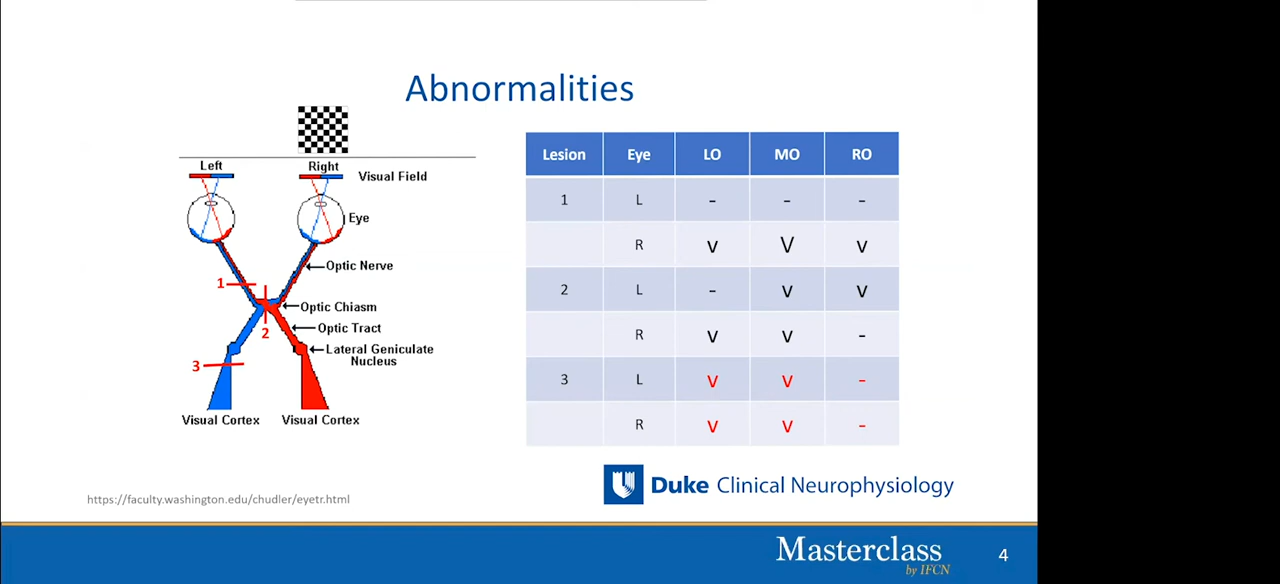 Abnormalities
Left Right
Visual Field
Eye
Optic Nerve
1
Optic Chiasm
2
Optic Tract
Lateral Geniculate
Nucleus
3
Visual Cortex Visual Cortex
Lesion Eye LO MO RO
1 L - - -
R v V v
2 L - v v
R v v -
3 L v v -
R v v -
https://faculty.washington.edu/chudler/eyetr.html
Duke Clinical Neurophysiology
Masterclass
by IFCN
4